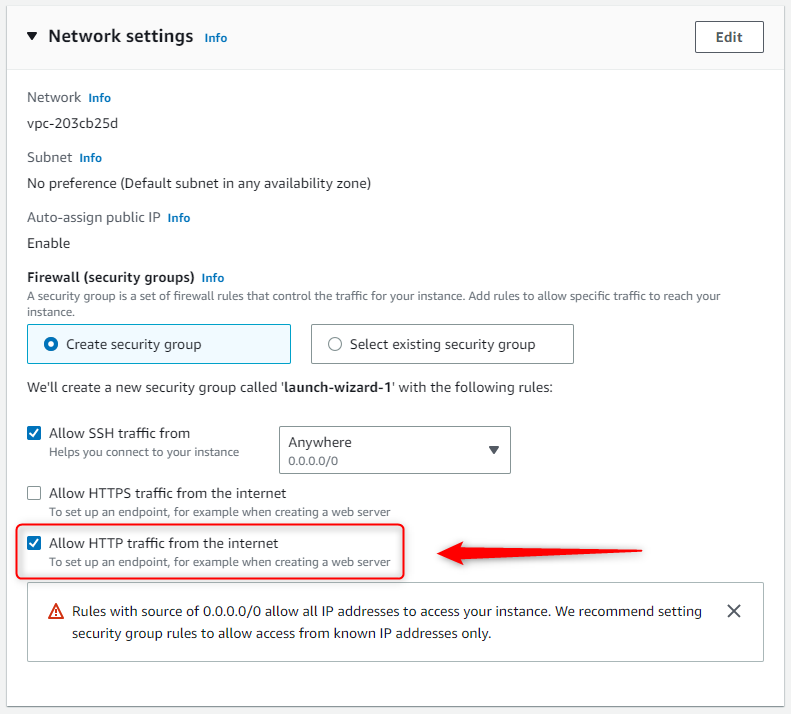 Network settings Info
Edit
Network Info
vpc-203cb25d
Subnet Info
No preference (Default subnet in any availability zone)
Auto-assign public IP Info
Enable
Firewall (security groups) Info
A security group is a set of firewall rules that control the traffic for your instance. Add rules to allow specific traffic to reach your
instance.
Create security group
Select existing security group
We'll create a new security group called 'launch-wizard-1' with the following rules:
Allow SSH traffic from
Helps you connect to your instance
Anywhere
0.0.0.0/0
Allow HTTPS traffic from the internet
To set up an endpoint, for example when creating a web server
Allow HTTP traffic from the internet
To set up an endpoint, for example when creating a web server
Rules with source of 0.0.0.0/0 allow all IP addresses to access your instance. We recommend setting
security group rules to allow access from known IP addresses only.